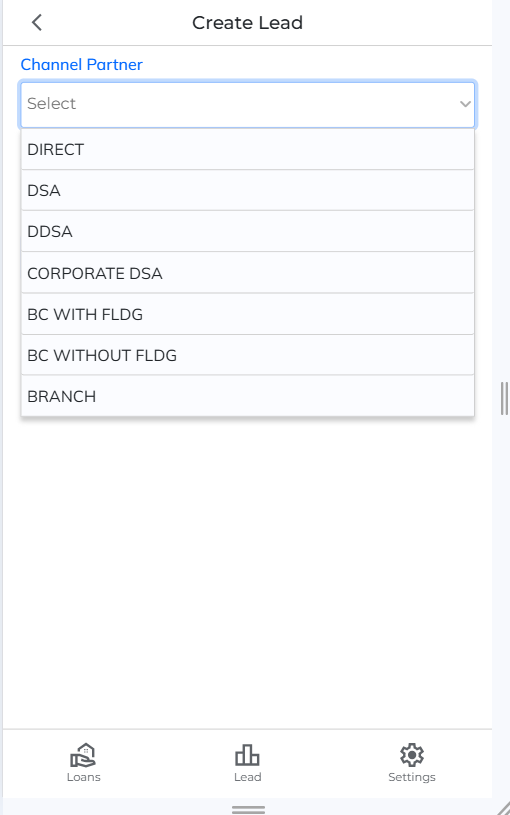 Create Lead
Channel Partner
Select
DIRECT
DSA
DDSA
CORPORATE DSA
BC WITH FLDG
BC WITHOUT FLDG
BRANCH
Loans
Lead
Settings